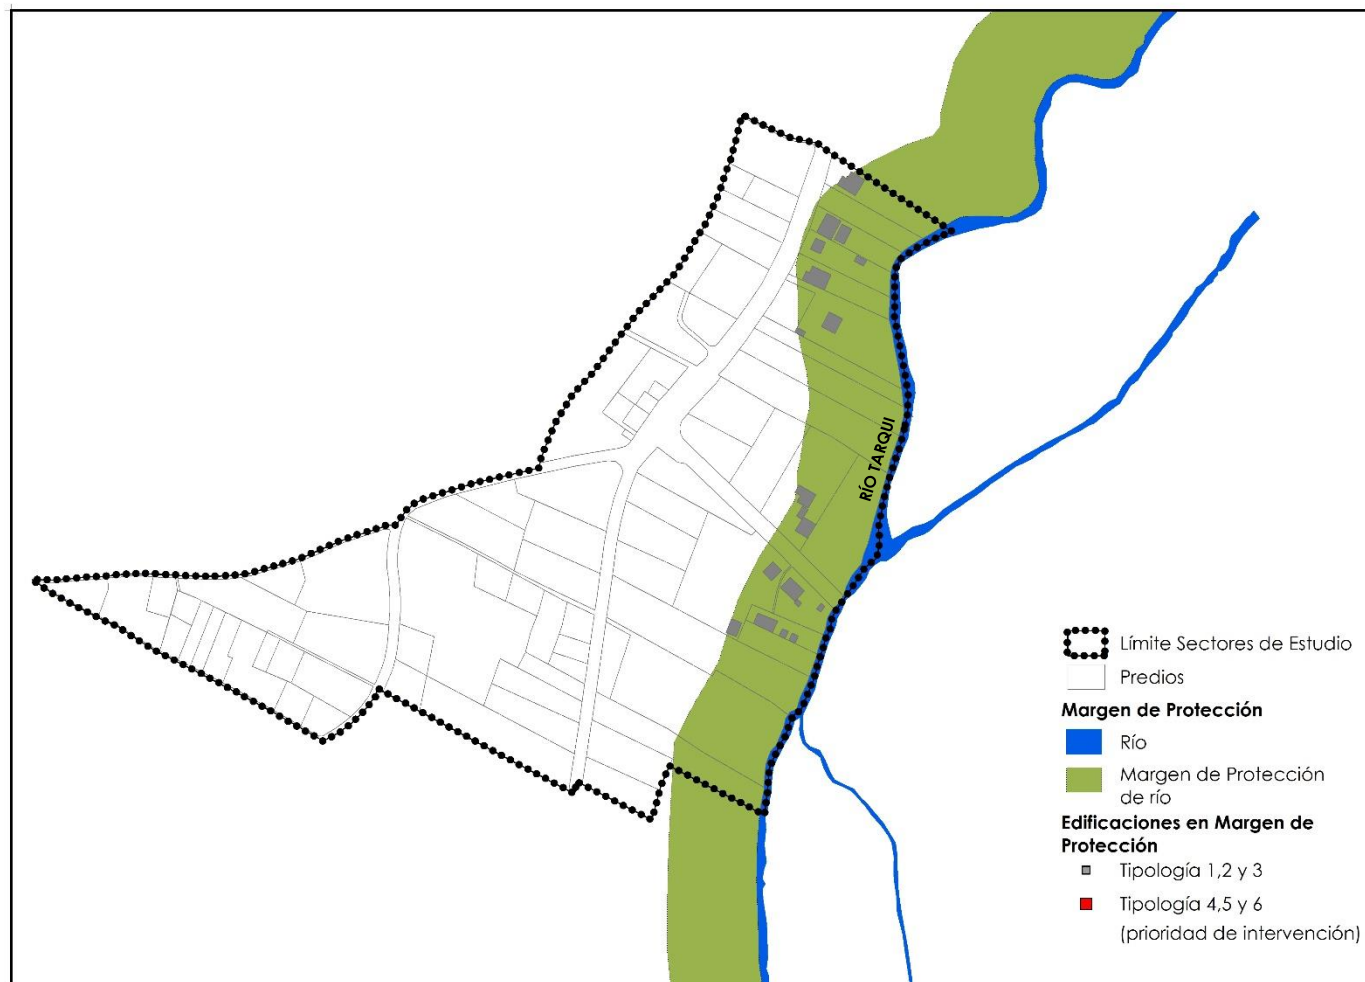 RÍO TARQUI
Límite Sectores de Estudio
Predios
Margen de Protección
Río
Margen de Protección
de río
Edificaciones en Margen de
Protección
Tipología 1,2 y 3
Tipología 4,5 y 6
(prioridad de intervención)